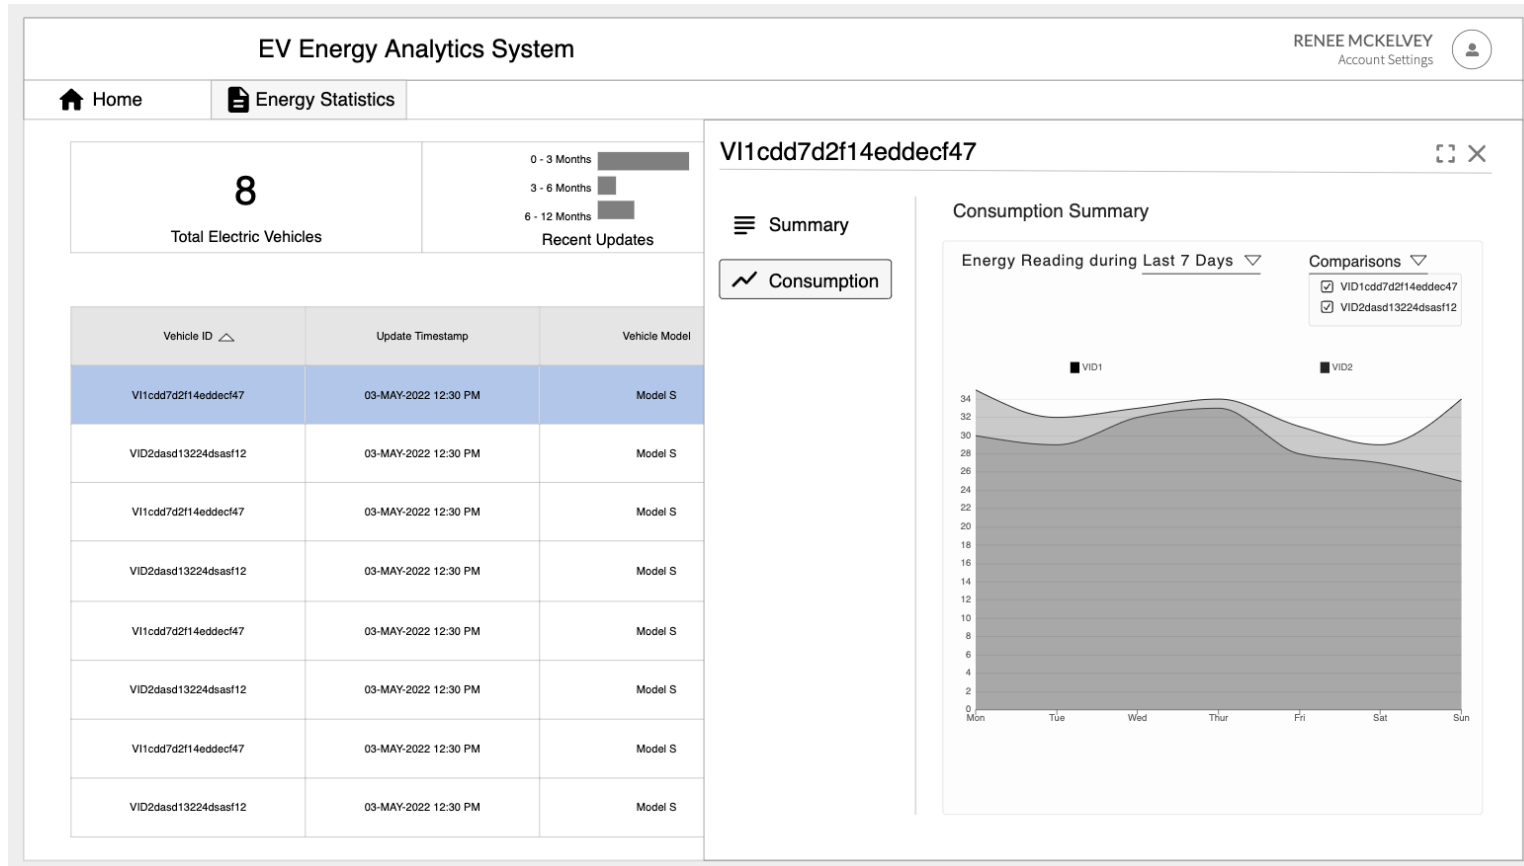 EV Energy Analytics System
RENEE MCKELVEY
Account Settings
Home
Energy Statistics
8
Total Electric Vehicles
0 - 3 Months
3 - 6 Months
6 - 12 Months
Recent Updates
Vehicle ID
Update Timestamp
Vehicle Model
VI1cdd7d2f14eddecf47 03-MAY-2022 12:30 PM Model S
VID2dasd13224dsasf12 03-MAY-2022 12:30 PM Model S
VI1cdd7d2f14eddecf47 03-MAY-2022 12:30 PM Model S
VID2dasd13224dsasf12 03-MAY-2022 12:30 PM Model S
VI1cdd7d2f14eddecf47 03-MAY-2022 12:30 PM Model S
VID2dasd13224dsasf12 03-MAY-2022 12:30 PM Model S
VI1cdd7d2f14eddecf47 03-MAY-2022 12:30 PM Model S
VID2dasd13224dsasf12 03-MAY-2022 12:30 PM Model S
VI1cdd7d2f14eddecf47
Summary
Consumption
Consumption Summary
Energy Reading during Last 7 Days
Comparisons
VID1cdd7d2f14eddec47
VID2dasd13224dsasf12
VID1
VID2
34
32
30
28
26
24
22
20
18
16
14
12
10
8
6
4
2
0
Mon Tue Wed Thur Fri Sat Sun